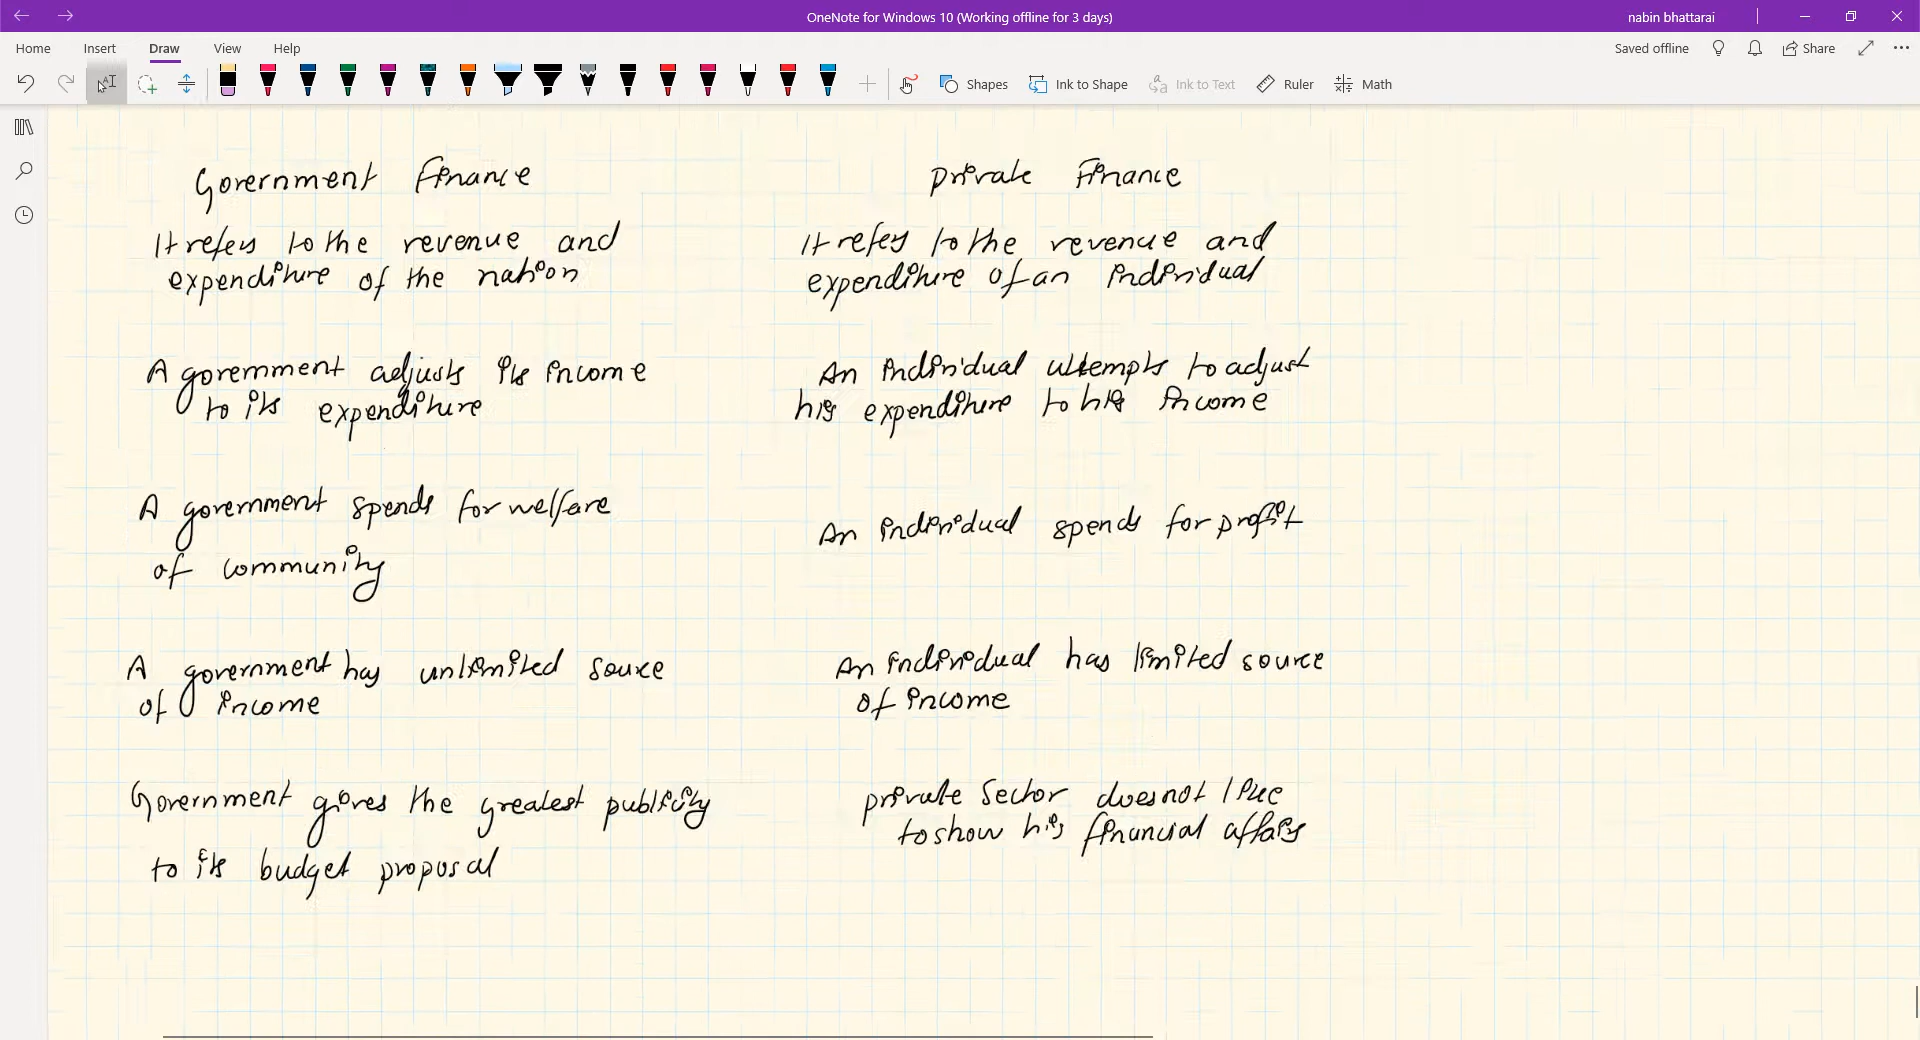 OneNote for Windows 10 (Working offline for 3 days)
nabin bhattarai
Home Insert Draw View Help
Saved offline
Share
Shapes
Ink to Shape
Ink to Text
Ruler
Math
Government Finance
Private Finance
It refers to the revenue and
expenditure of the nation
It refers to the revenue and
expenditure of an individual
A government adjusts its income
to its expenditure
An individual attempts to adjust
his expenditure to his income
A government spends for welfare
of community
An individual spends for profit
A government has unlimited source
of income
An individual has limited source
of income
Government gives the greatest publicity
to its budget proposal
private sector does not like
to show his financial affairs